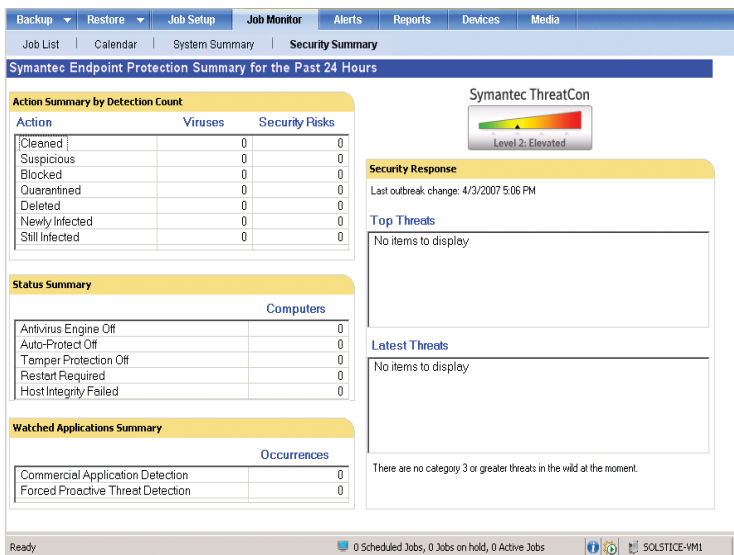 Backup Restore Job Setup Job Monitor Alerts Reports Devices Media
Job List Calendar System Summary Security Summary
Symantec Endpoint Protection Summary for the Past 24 Hours
Action Summary by Detection Count
Action Viruses Security Risks
Cleaned 0 0
Suspicious 0 0
Blocked 0 0
Quarantined 0 0
Deleted 0 0
Newly Infected 0 0
Still Infected 0 0
Status Summary
Computers
Antivirus Engine Off 0
Auto-Protect Off 0
Tamper Protection Off 0
Restart Required 0
Host Integrity Failed 0
Watched Applications Summary
Occurrences
Commercial Application Detection 0
Forced Proactive Threat Detection 0
Symantec ThreatCon
Level 2: Elevated
Security Response
Last outbreak change: 4/3/2007 5:06 PM
Top Threats
No items to display
Latest Threats
No items to display
There are no category 3 or greater threats in the wild at the moment.
Ready 0 Scheduled Jobs, 0 Jobs on hold, 0 Active Jobs SOLSTICE-VM1